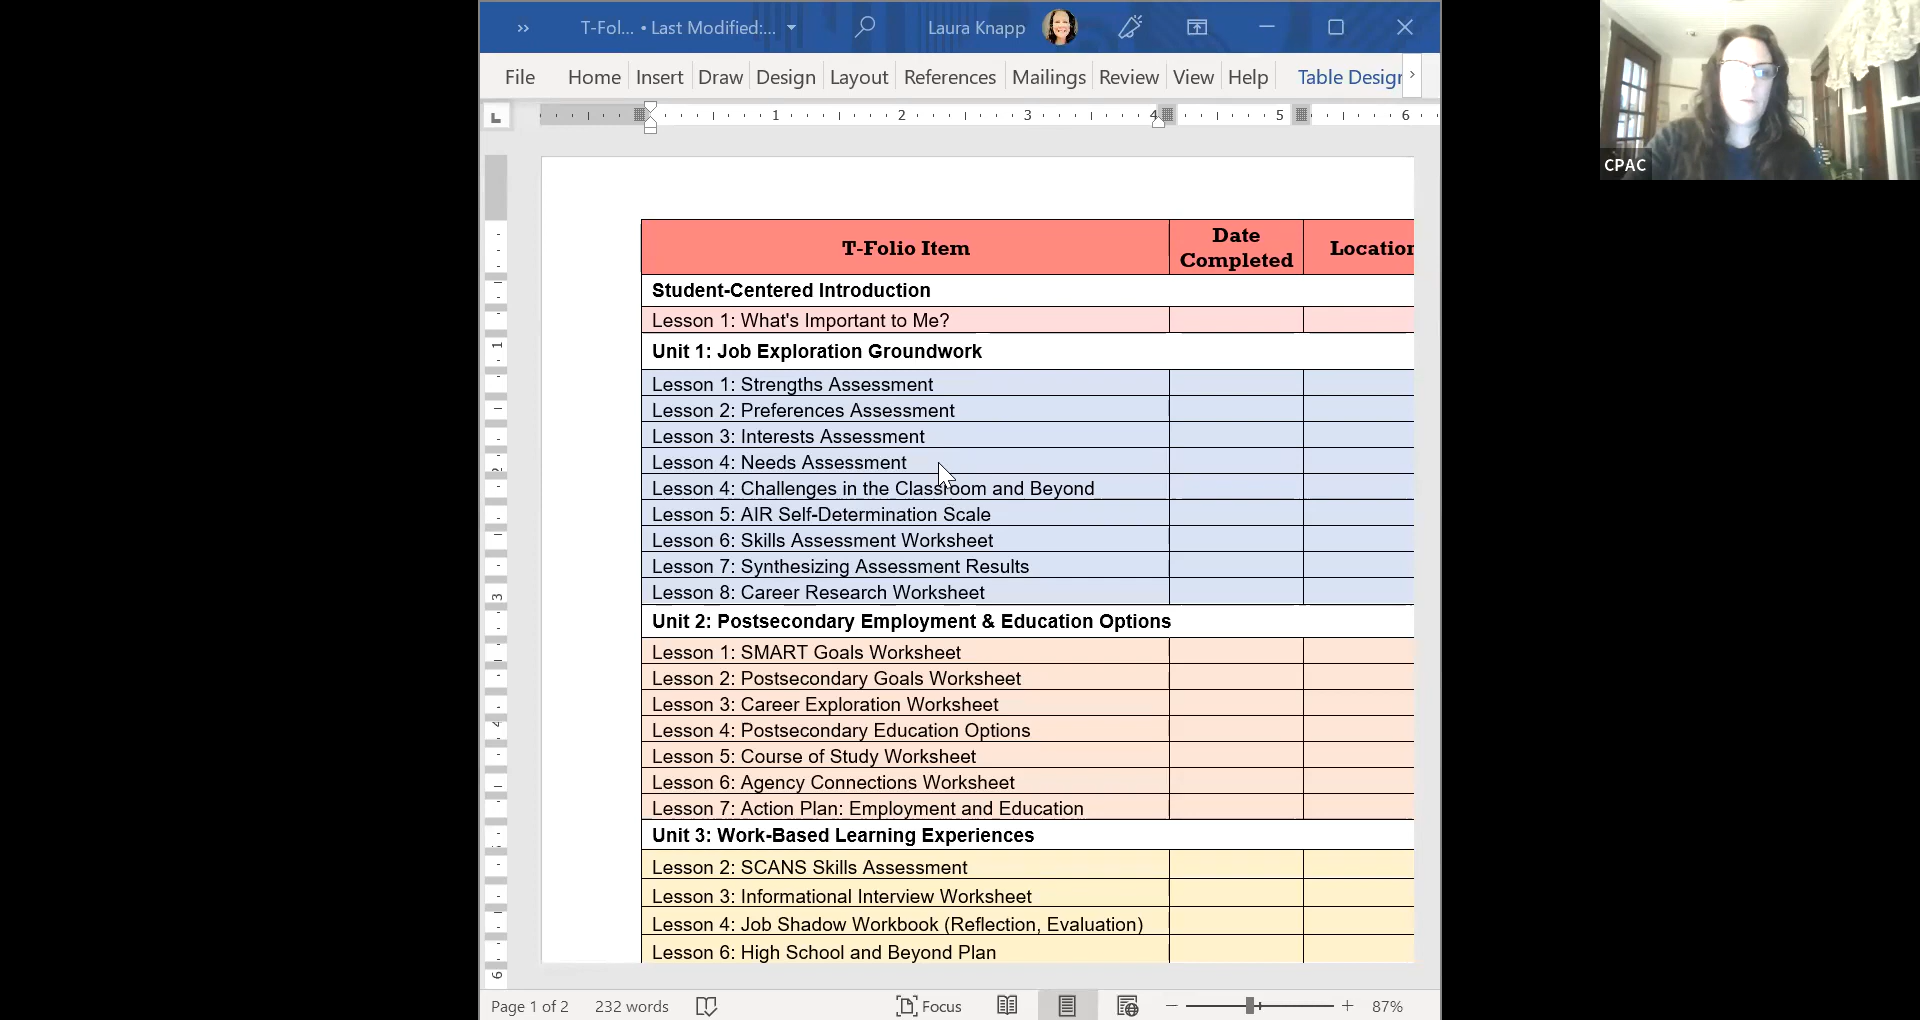 T-Fol... • Last Modified:...
Laura Knapp
File Home Insert Draw Design Layout References Mailings Review View Help Table Design
1 2 3 4 5 6
CPAC
T-Folio Item
Date Completed
Location
Student-Centered Introduction
Lesson 1: What's Important to Me?
Unit 1: Job Exploration Groundwork
Lesson 1: Strengths Assessment
Lesson 2: Preferences Assessment
Lesson 3: Interests Assessment
Lesson 4: Needs Assessment
Lesson 4: Challenges in the Classroom and Beyond
Lesson 5: AIR Self-Determination Scale
Lesson 6: Skills Assessment Worksheet
Lesson 7: Synthesizing Assessment Results
Lesson 8: Career Research Worksheet
Unit 2: Postsecondary Employment & Education Options
Lesson 1: SMART Goals Worksheet
Lesson 2: Postsecondary Goals Worksheet
Lesson 3: Career Exploration Worksheet
Lesson 4: Postsecondary Education Options
Lesson 5: Course of Study Worksheet
Lesson 6: Agency Connections Worksheet
Lesson 7: Action Plan: Employment and Education
Unit 3: Work-Based Learning Experiences
Lesson 2: SCANS Skills Assessment
Lesson 3: Informational Interview Worksheet
Lesson 4: Job Shadow Workbook (Reflection, Evaluation)
Lesson 6: High School and Beyond Plan
Page 1 of 2 232 words Focus 87%